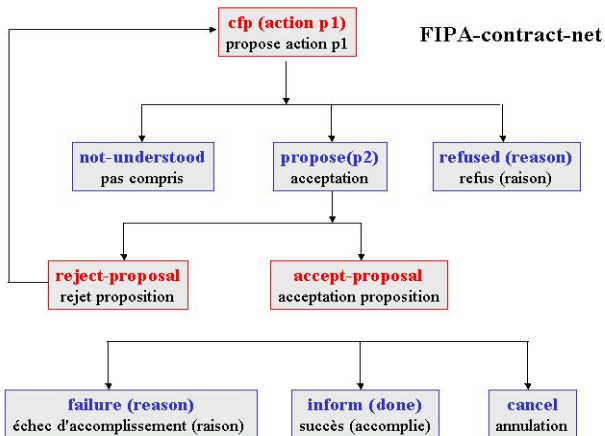 cfp (action p1)
propose action p1
FIPA-contract-net
not-understood
pas compris
propose(p2)
acceptation
refused (reason)
refus (raison)
reject-proposal
rejet proposition
accept-proposal
acceptation proposition
failure (reason)
échec d'accomplissement (raison)
inform (done)
succès (accomplie)
cancel
annulation